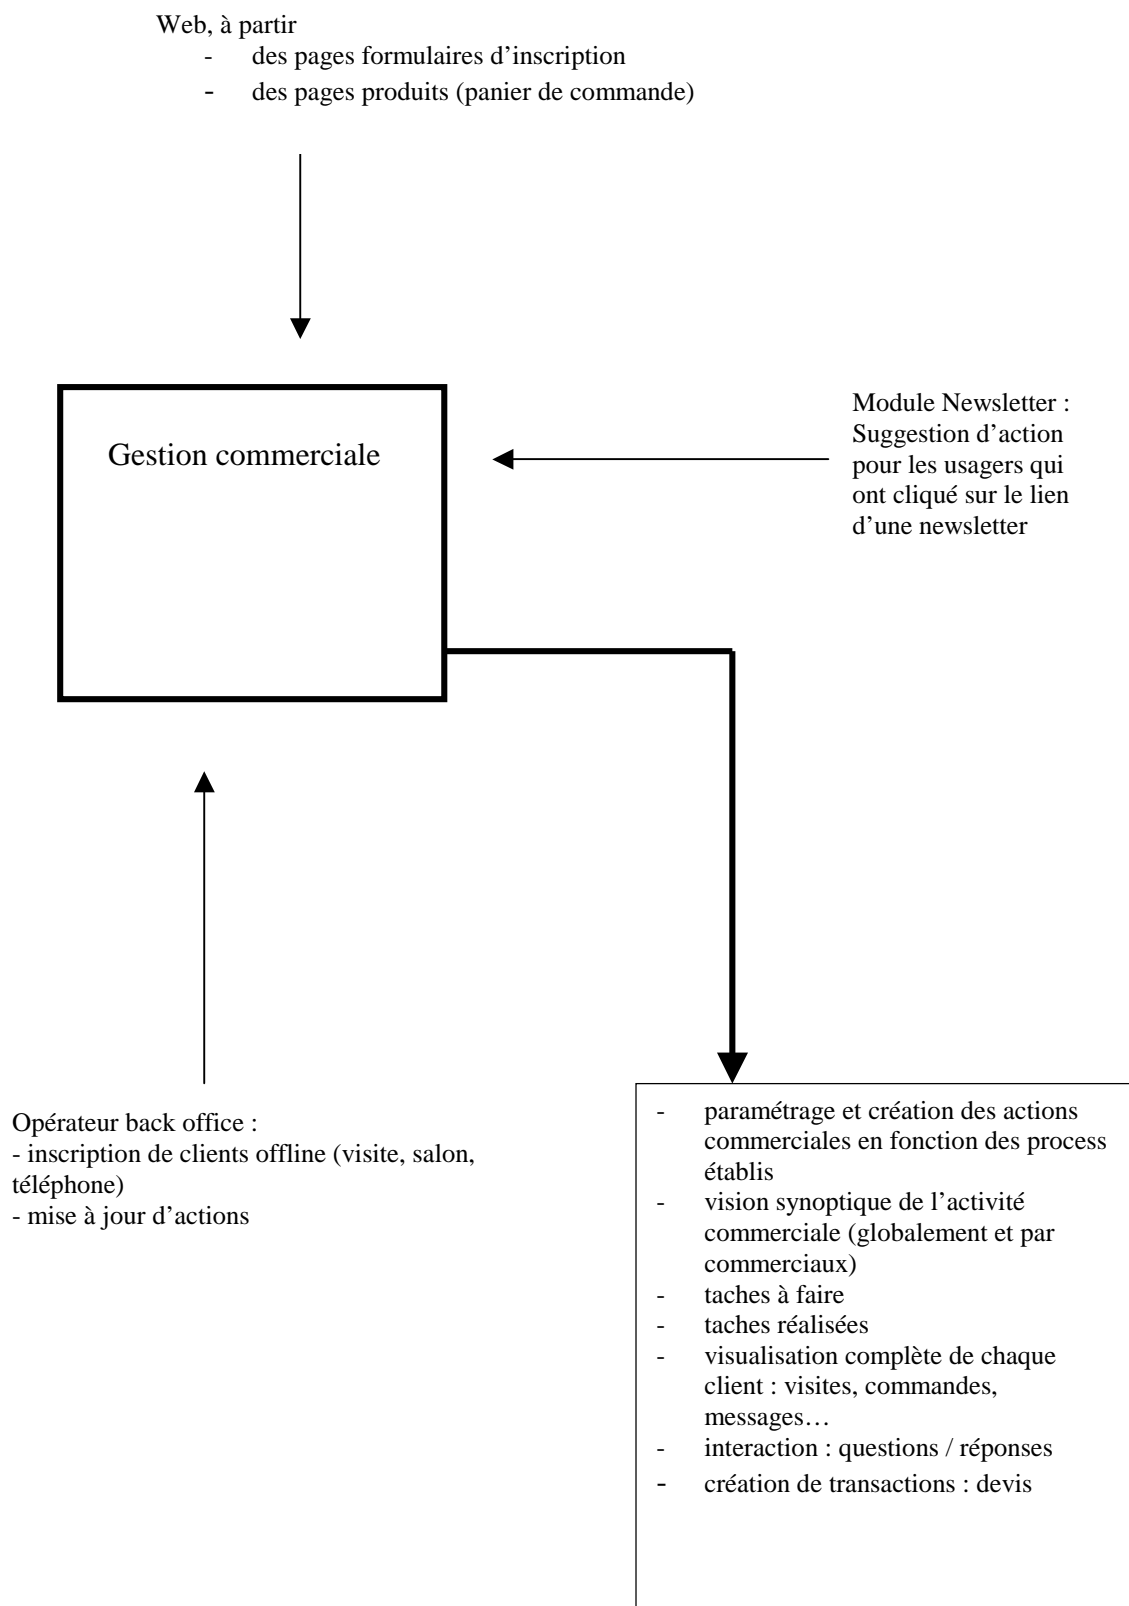 Web, à partir
- des pages formulaires d’inscription
- des pages produits (panier de commande)
Gestion commerciale
Module Newsletter :
Suggestion d’action
pour les usagers qui
ont cliqué sur le lien
d’une newsletter
Opérateur back office :
- inscription de clients offline (visite, salon,
téléphone)
- mise à jour d’actions
- paramétrage et création des actions
commerciales en fonction des process
établis
- vision synoptique de l’activité
commerciale (globalement et par
commerciaux)
- taches à faire
- taches réalisées
- visualisation complète de chaque
client : visites, commandes,
messages…
- interaction : questions / réponses
- création de transactions : devis